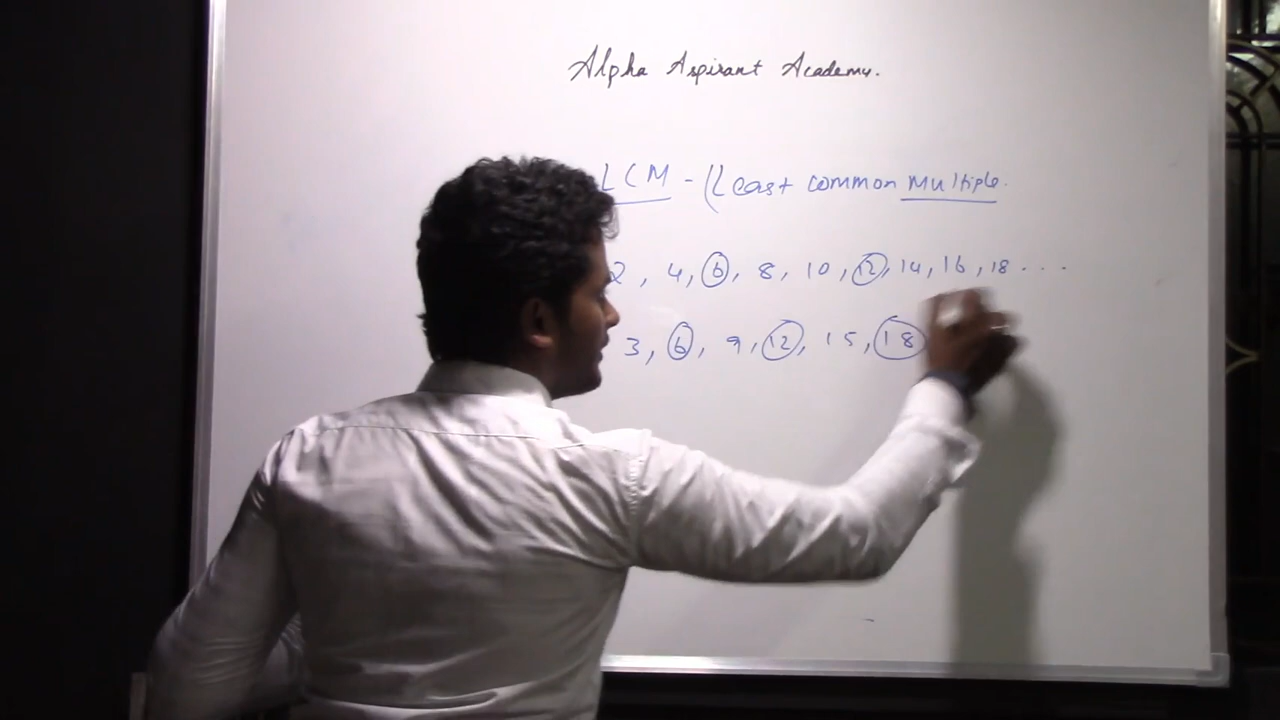 Alpha Aspirant Academy.
LCM - (Least common multiple.
2, 4, 6, 8, 10, 12, 14, 16, 18 . . .
3, 6, 9, 12, 15, 18